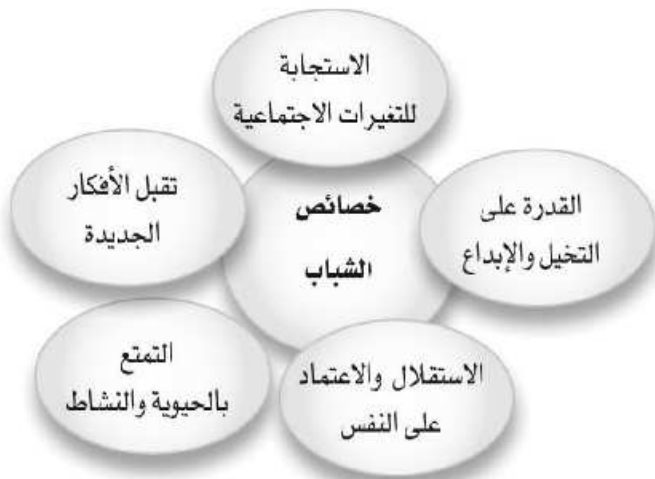 الاستجابة
للتغيرات الاجتماعية
القدرة على
التخيل والإبداع
خصائص
الشباب
تقبل الأفكار
الجديدة
الاستقلال والاعتماد
على النفس
التمتع
بالحيوية والنشاط